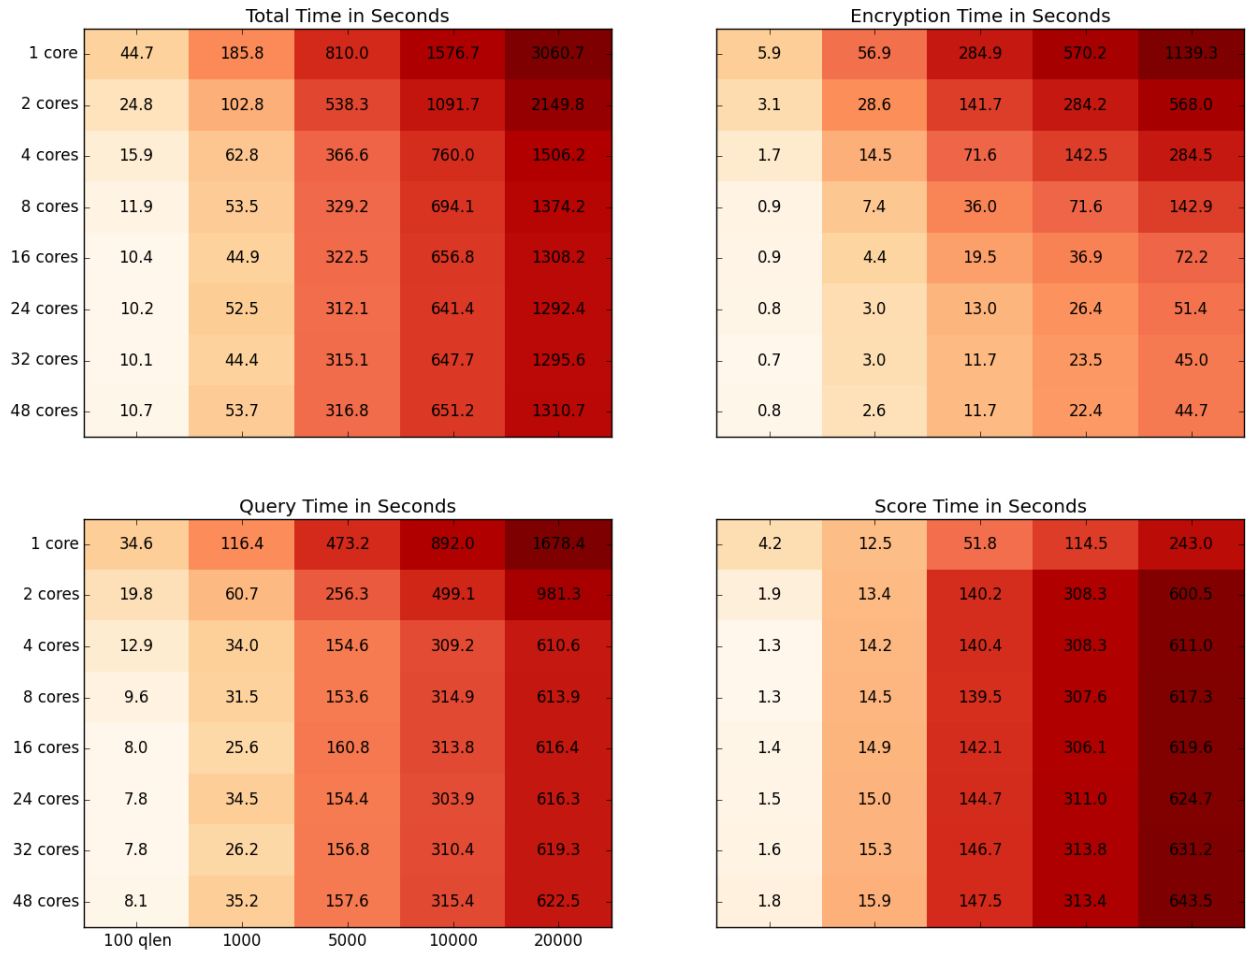 Total Time in Seconds
1 core 44.7 185.8 810.0 1576.7 3060.7
2 cores 24.8 102.8 538.3 1091.7 2149.8
4 cores 15.9 62.8 366.6 760.0 1506.2
8 cores 11.9 53.5 329.2 694.1 1374.2
16 cores 10.4 44.9 322.5 656.8 1308.2
24 cores 10.2 52.5 312.1 641.4 1292.4
32 cores 10.1 44.4 315.1 647.7 1295.6
48 cores 10.7 53.7 316.8 651.2 1310.7
Encryption Time in Seconds
5.9 56.9 284.9 570.2 1139.3
3.1 28.6 141.7 284.2 568.0
1.7 14.5 71.6 142.5 284.5
0.9 7.4 36.0 71.6 142.9
0.9 4.4 19.5 36.9 72.2
0.8 3.0 13.0 26.4 51.4
0.7 3.0 11.7 23.5 45.0
0.8 2.6 11.7 22.4 44.7
Query Time in Seconds
1 core 34.6 116.4 473.2 892.0 1678.4
2 cores 19.8 60.7 256.3 499.1 981.3
4 cores 12.9 34.0 154.6 309.2 610.6
8 cores 9.6 31.5 153.6 314.9 613.9
16 cores 8.0 25.6 160.8 313.8 616.4
24 cores 7.8 34.5 154.4 303.9 616.3
32 cores 7.8 26.2 156.8 310.4 619.3
48 cores 8.1 35.2 157.6 315.4 622.5
100 qlen 1000 5000 10000 20000
Score Time in Seconds
4.2 12.5 51.8 114.5 243.0
1.9 13.4 140.2 308.3 600.5
1.3 14.2 140.4 308.3 611.0
1.3 14.5 139.5 307.6 617.3
1.4 14.9 142.1 306.1 619.6
1.5 15.0 144.7 311.0 624.7
1.6 15.3 146.7 313.8 631.2
1.8 15.9 147.5 313.4 643.5